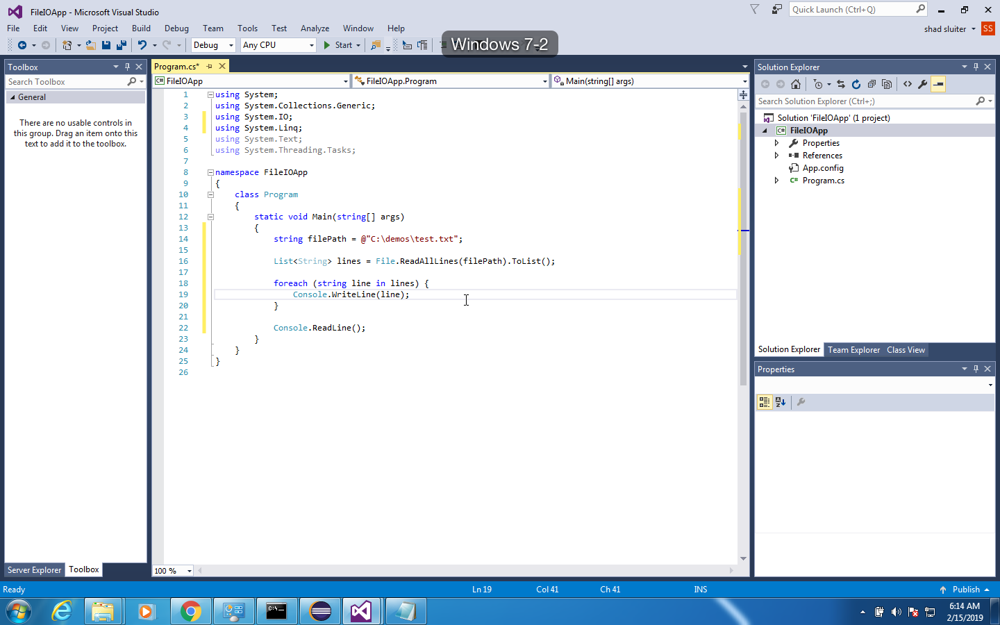 FileIOApp - Microsoft Visual Studio
Quick Launch (Ctrl+Q)
File Edit View Project Build Debug Team Tools Test Analyze Window Help
shad sluiter SS
Debug Any CPU Start
Windows 7-2
Toolbox
Search Toolbox
General
There are no usable controls in
this group. Drag an item onto this
text to add it to the toolbox.
Server Explorer Toolbox
Program.cs*
C# FileIOApp FileIOApp.Program Main(string[] args)
1 using System;
2 using System.Collections.Generic;
3 using System.IO;
4 using System.Linq;
5 using System.Text;
6 using System.Threading.Tasks;
7
8 namespace FileIOApp
9 {
10 class Program
11 {
12 static void Main(string[] args)
13 {
14 string filePath = @"C:\demos\test.txt";
15
16 List<String> lines = File.ReadAllLines(filePath).ToList();
17
18 foreach (string line in lines) {
19 Console.WriteLine(line);
20 }
21
22 Console.ReadLine();
23 }
24 }
25 }
26
100 %
Solution Explorer
Search Solution Explorer (Ctrl+;)
Solution 'FileIOApp' (1 project)
C# FileIOApp
Properties
References
App.config
C# Program.cs
Solution Explorer Team Explorer Class View
Properties
Ready Ln 19 Col 41 Ch 41 INS Publish
C:\
6:14 AM
2/15/2019